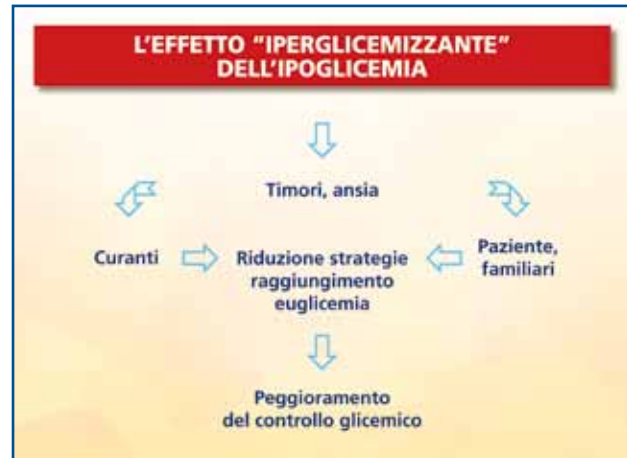 L'EFFETTO "IPERGLICEMIZZANTE"
DELL'IPOGLICEMIA
Timori, ansia
Curanti
Riduzione strategie
raggiungimento
euglicemia
Paziente,
familiari
Peggioramento
del controllo glicemico